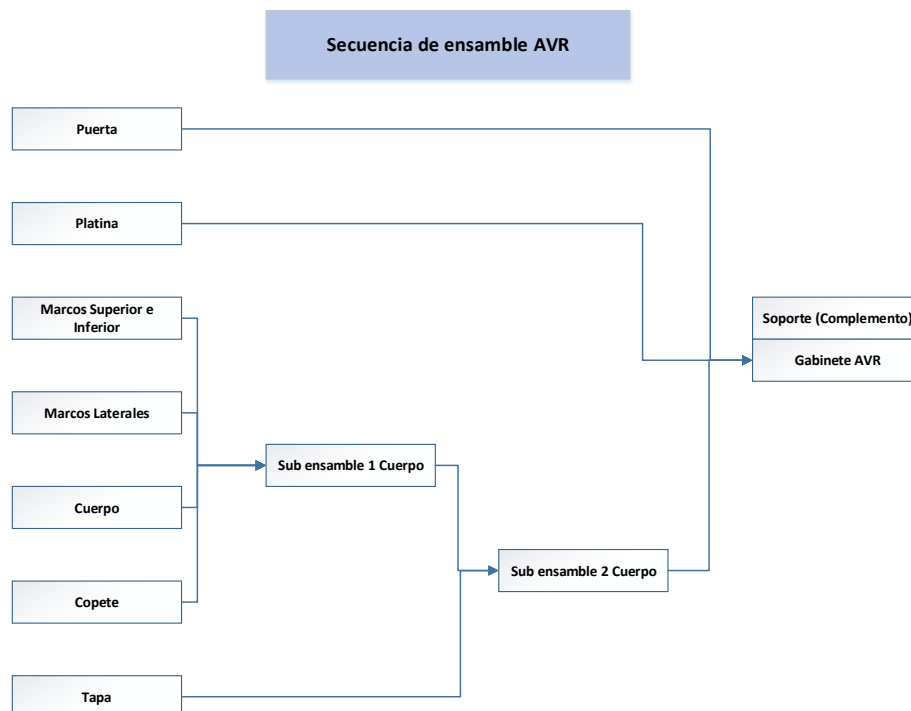 Secuencia de ensamble AVR
Puerta
Platina
Marcos Superior e
Inferior
Soporte (Complemento)
Gabinete AVR
Marcos Laterales
Sub ensamble 1 Cuerpo
Cuerpo
Sub ensamble 2 Cuerpo
Copete
Tapa